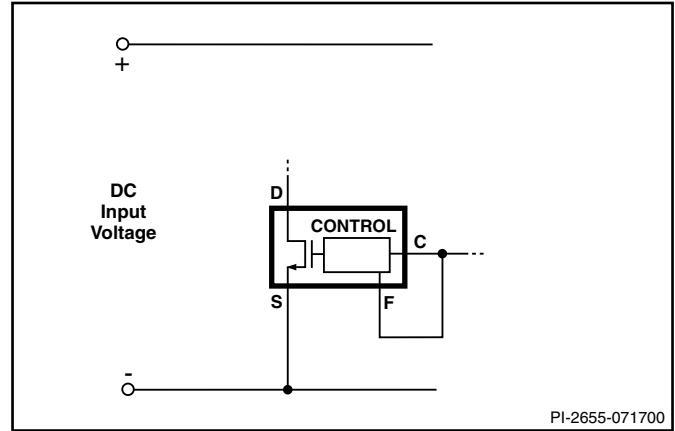 +
DC
Input
Voltage
D
CONTROL
C
S
F
-
PI-2655-071700